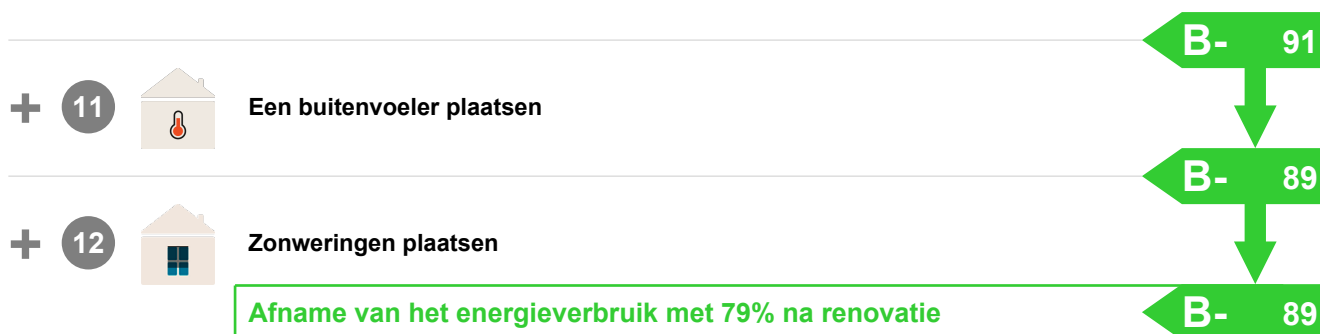 B- 91
+ 11 Een buitenvoeler plaatsen
B- 89
+ 12 Zonweringen plaatsen
Afname van het energieverbruik met 79% na renovatie B- 89